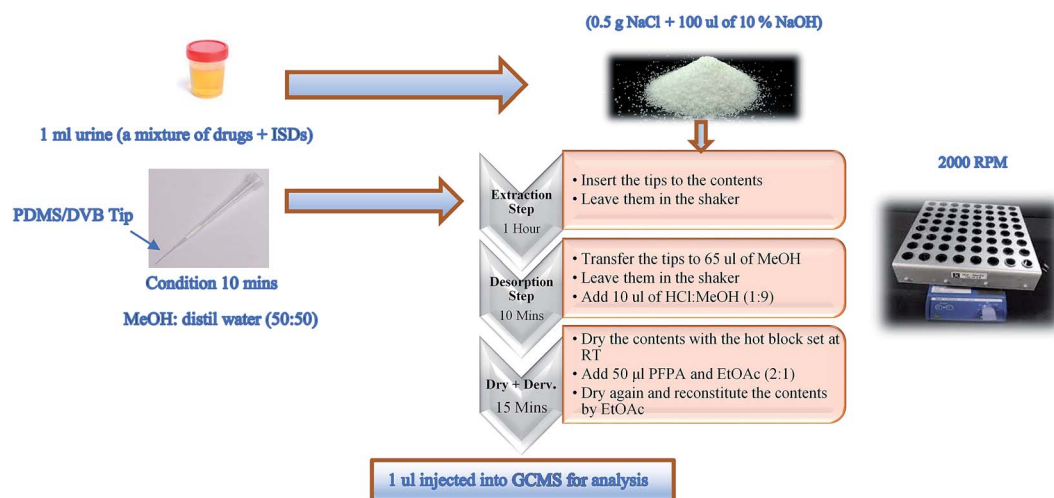 (0.5 g NaCl + 100 ul of 10 % NaOH)
1 ml urine (a mixture of drugs + ISDs)
2000 RPM
PDMS/DVB Tip
Condition 10 mins
MeOH: distil water (50:50)
Extraction
Step
1 Hour
• Insert the tips to the contents
• Leave them in the shaker
Desorption
Step
10 Mins
• Transfer the tips to 65 ul of MeOH
• Leave them in the shaker
• Add 10 ul of HCl:MeOH (1:9)
Dry + Derv.
15 Mins
• Dry the contents with the hot block set at
RT
• Add 50 µl PFPA and EtOAc (2:1)
• Dry again and reconstitute the contents
by EtOAc
1 ul injected into GCMS for analysis